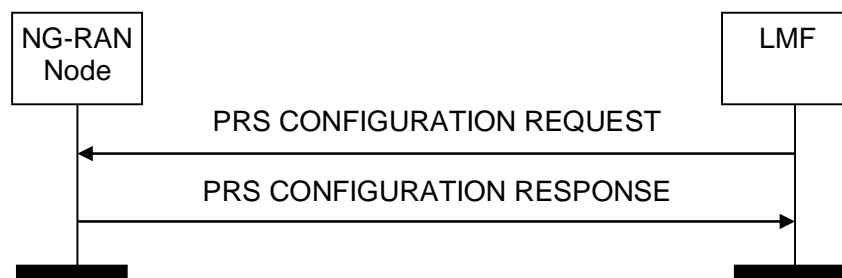 NG-RAN
Node
LMF
PRS CONFIGURATION REQUEST
PRS CONFIGURATION RESPONSE